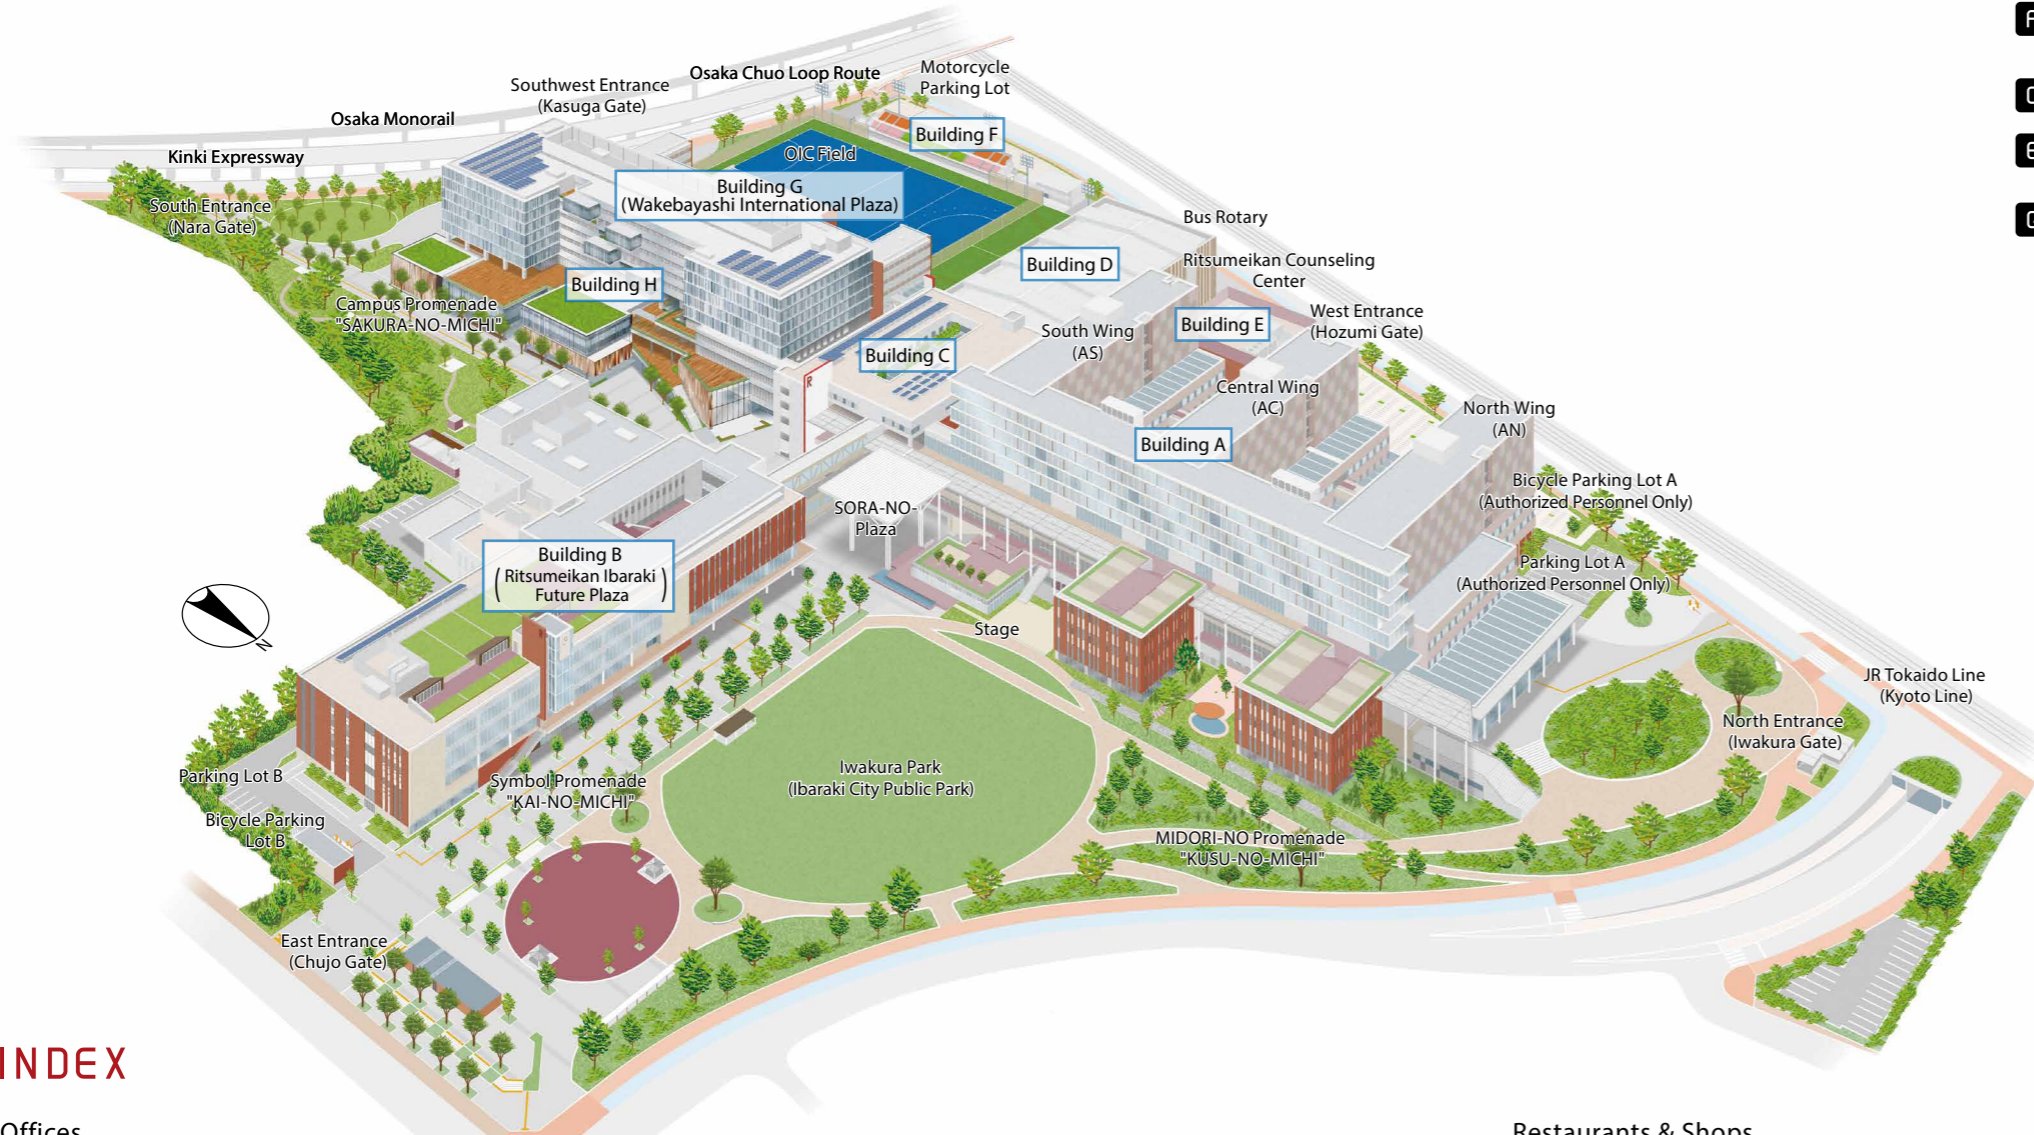 Osaka Chuo Loop Route
Motorcycle
Parking Lot
Southwest Entrance
(Kasuga Gate)
Osaka Monorail
Kinki Expressway
Building F
OIC Field
Building G
(Wakebayashi International Plaza)
South Entrance
(Nara Gate)
Bus Rotary
Building D
Ritsumeikan Counseling
Center
Building H
Campus Promenade
"SAKURA-NO-MICHI"
South Wing
(AS)
Building E
West Entrance
(Hozumi Gate)
Building C
Central Wing
(AC)
North Wing
(AN)
Building A
Bicycle Parking Lot A
(Authorized Personnel Only)
SORA-NO-
Plaza
Building B
(Ritsumeikan Ibaraki
Future Plaza)
Parking Lot A
(Authorized Personnel Only)
N
Stage
JR Tokaido Line
(Kyoto Line)
North Entrance
(Iwakura Gate)
Iwakura Park
(Ibaraki City Public Park)
Parking Lot B
Symbol Promenade
"KAI-NO-MICHI"
Bicycle Parking
Lot B
MIDORI-NO Promenade
"KUSU-NO-MICHI"
East Entrance
(Chujo Gate)
INDEX
Offices
Restaurants & Shops